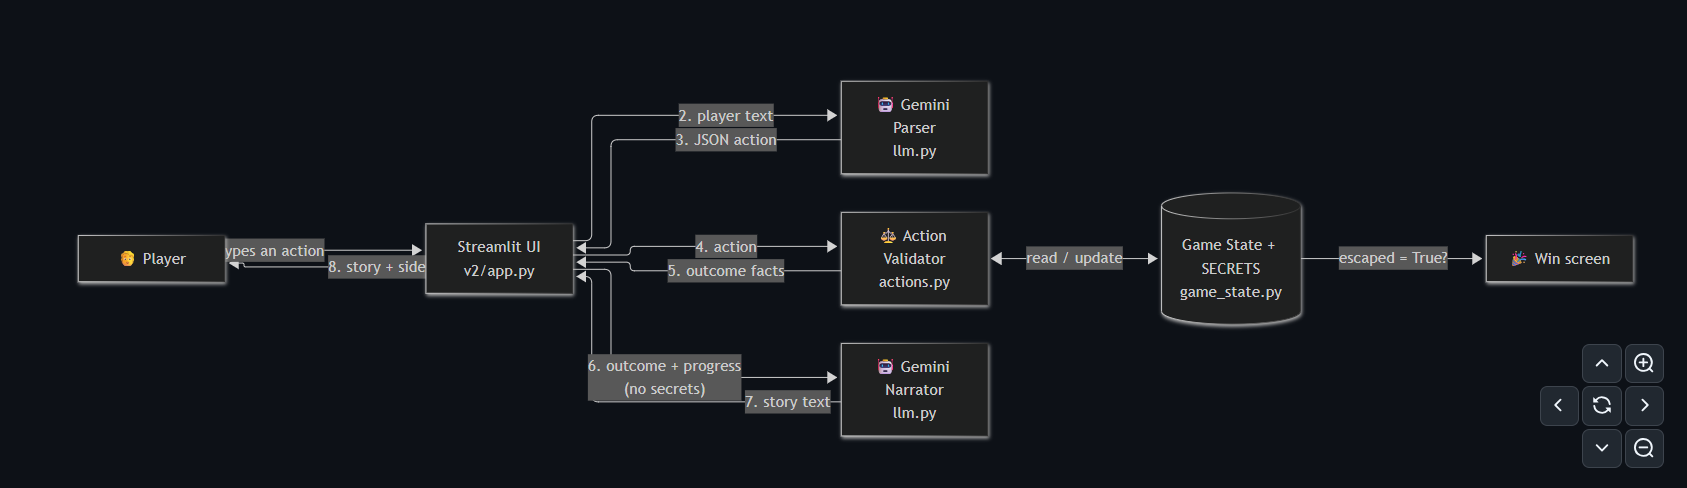 Player
ypes an action
8. story + side
Streamlit UI
v2/app.py
2. player text
3. JSON action
Gemini
Parser
llm.py
4. action
5. outcome facts
Action
Validator
actions.py
6. outcome + progress
(no secrets)
7. story text
Gemini
Narrator
llm.py
read / update
Game State +
SECRETS
game_state.py
escaped = True?
Win screen